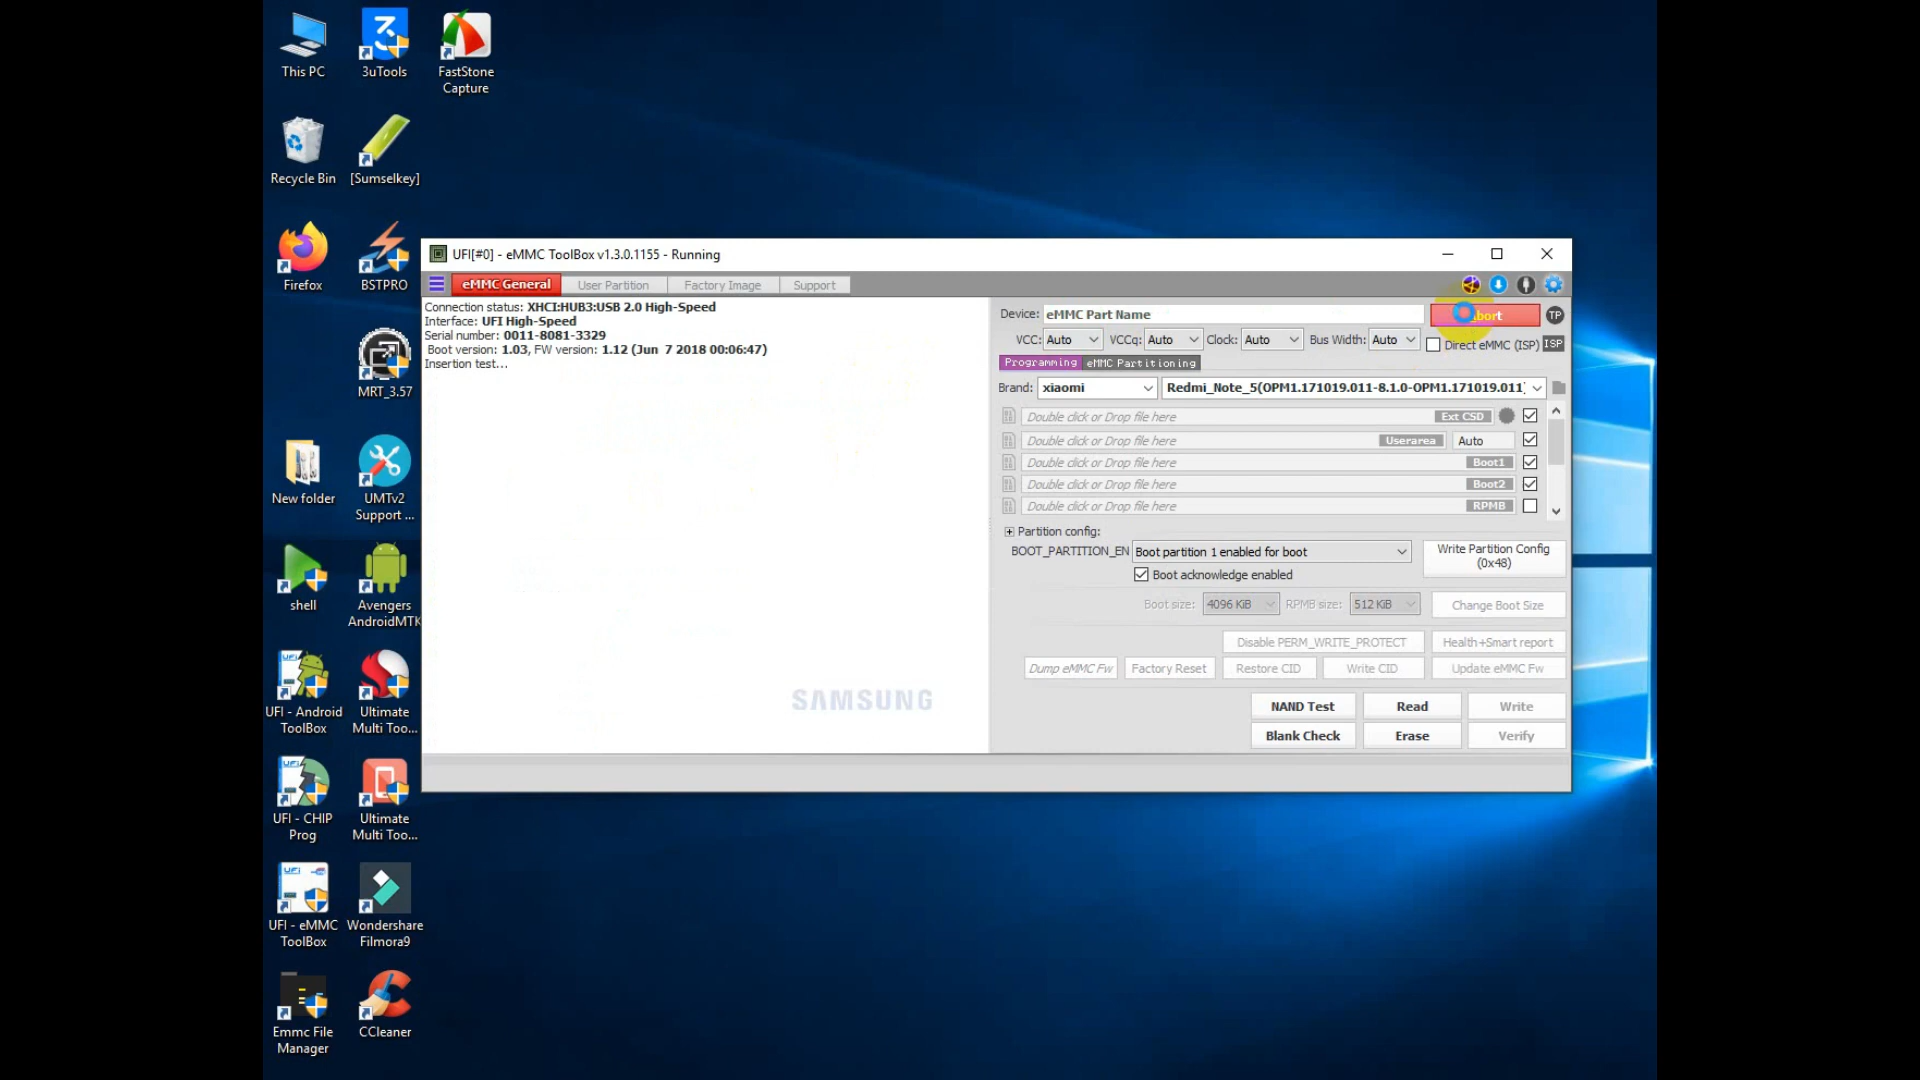 This PC
3uTools
FastStone
Capture
Recycle Bin
[Sumselkey]
Firefox
BSTPRO
MRT_3.57
New folder
UMTv2
Support ...
shell
Avengers
AndroidMTK
UFI - Android
ToolBox
Ultimate
Multi Too...
UFI - CHIP
Prog
Ultimate
Multi Too...
UFI - eMMC
ToolBox
Wondershare
Filmora9
Emmc File
Manager
CCleaner
UFI[#0] - eMMC ToolBox v1.3.0.1155 - Running
eMMC General
User Partition
Factory Image
Support
Connection status: XHCI:HUB3:USB 2.0 High-Speed
Interface: UFI High-Speed
Serial number: 0011-8081-3329
Boot version: 1.03, FW version: 1.12 (Jun 7 2018 00:06:47)
Insertion test...
SAMSUNG
Device: eMMC Part Name
TP
VCC: Auto VCCq: Auto Clock: Auto Bus Width: Auto Direct eMMC (ISP) ISP
Programming eMMC Partitioning
Brand: xiaomi Redmi_Note_5(OPM1.171019.011-8.1.0-OPM1.171019.011)
Double click or Drop file here Ext CSD
Double click or Drop file here Userarea Auto
Double click or Drop file here Boot1
Double click or Drop file here Boot2
Double click or Drop file here RPMB
Partition config:
BOOT_PARTITION_EN Boot partition 1 enabled for boot
Write Partition Config
(0x48)
Boot acknowledge enabled
Boot size: 4096 KiB RPMB size: 512 KiB Change Boot Size
Disable PERM_WRITE_PROTECT Health+Smart report
Dump eMMC Fw Factory Reset Restore CID Write CID Update eMMC Fw
NAND Test Read Write
Blank Check Erase Verify